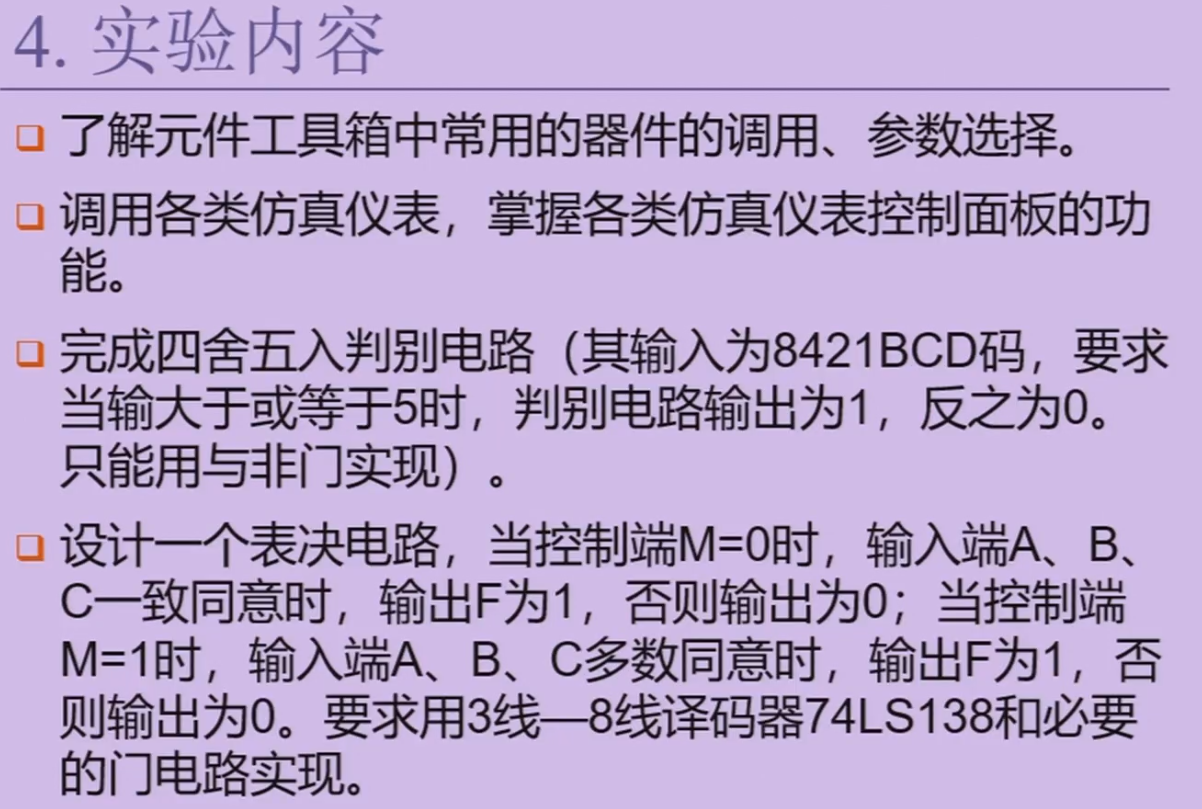 4. 实验内容
了解元件工具箱中常用的器件的调用、参数选择。
调用各类仿真仪表，掌握各类仿真仪表控制面板的功
能。
完成四舍五入判别电路（其输入为8421BCD码，要求
当输大于或等于5时，判别电路输出为1，反之为0。
只能用与非门实现）。
设计一个表决电路，当控制端M=0时，输入端A、B、
C一致同意时，输出F为1，否则输出为0；当控制端
M=1时，输入端A、B、C多数同意时，输出F为1，否
则输出为0。要求用3线—8线译码器74LS138和必要
的门电路实现。